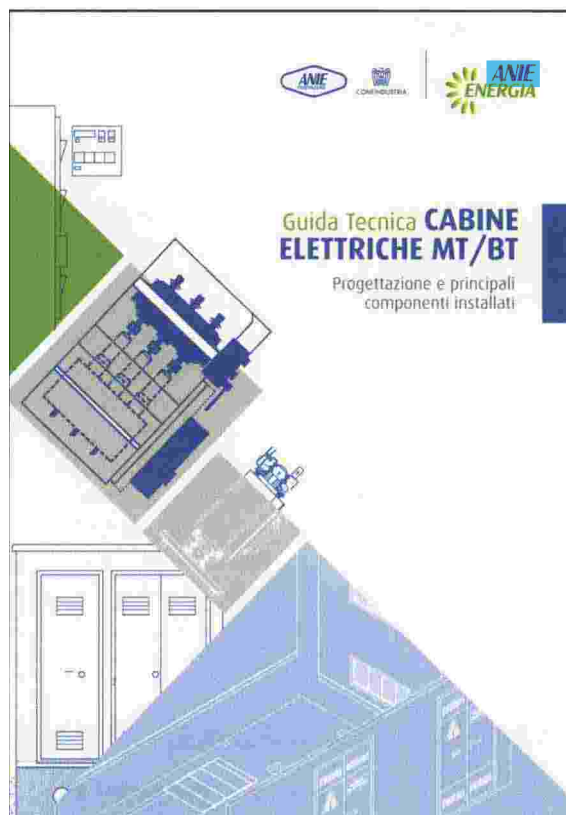 ANIE
CONFINDUSTRIA
ANIE
ENERGIA
Guida Tecnica CABINE
ELETTRICHE MT/BT
Progettazione e principali
componenti installati